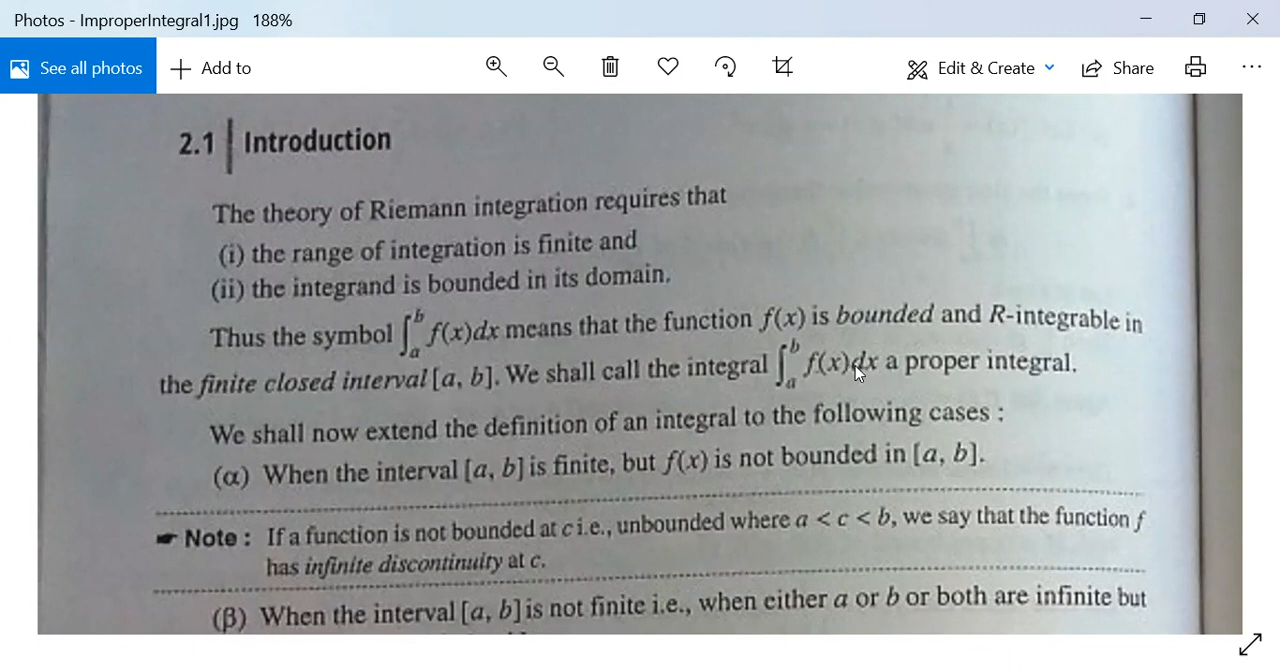 Photos - ImproperIntegral1.jpg 188%
See all photos
Add to
Edit & Create
Share
2.1 Introduction
The theory of Riemann integration requires that
(i) the range of integration is finite and
(ii) the integrand is bounded in its domain.
Thus the symbol ∫_a^b f(x)dx means that the function f(x) is bounded and R-integrable in
the finite closed interval [a, b]. We shall call the integral ∫_a^b f(x)dx a proper integral.
We shall now extend the definition of an integral to the following cases :
(α) When the interval [a, b] is finite, but f(x) is not bounded in [a, b].
☛ Note : If a function is not bounded at c i.e., unbounded where a < c < b, we say that the function f
has infinite discontinuity at c.
(β) When the interval [a, b] is not finite i.e., when either a or b or both are infinite but